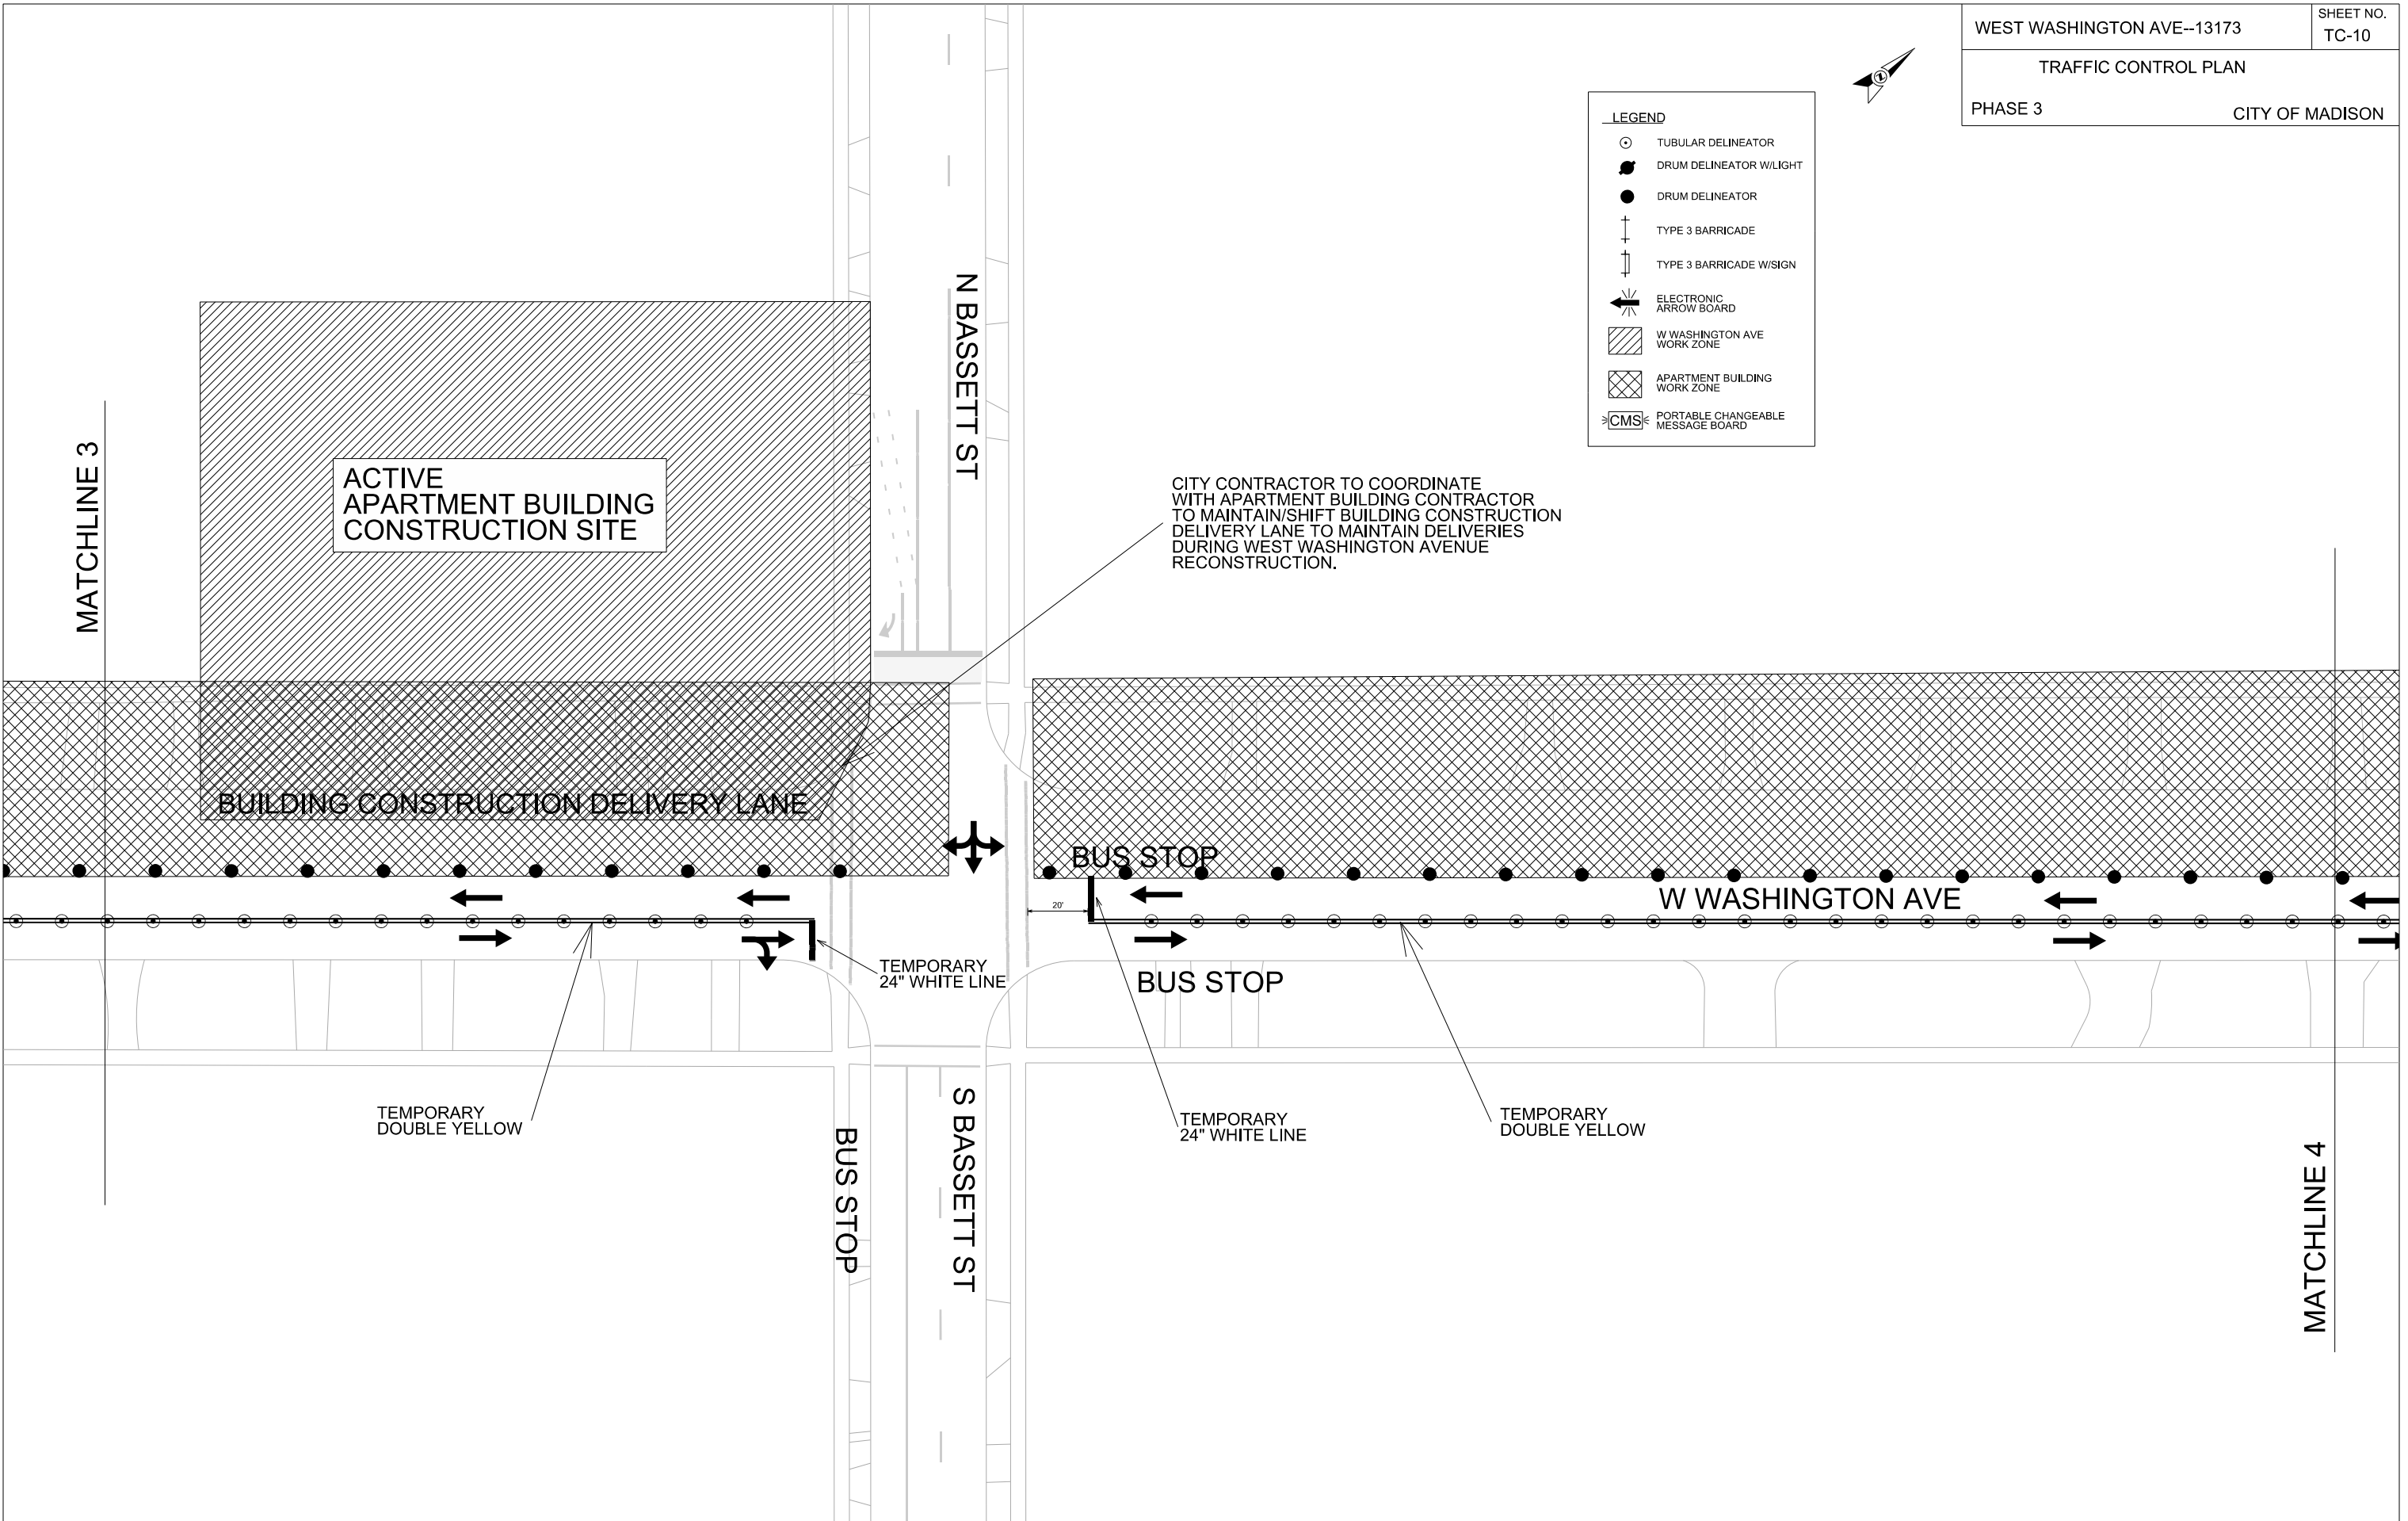 WEST WASHINGTON AVE--13173
SHEET NO.
TC-10
TRAFFIC CONTROL PLAN
PHASE 3
CITY OF MADISON
LEGEND
TUBULAR DELINEATOR
DRUM DELINEATOR W/LIGHT
DRUM DELINEATOR
TYPE 3 BARRICADE
TYPE 3 BARRICADE W/SIGN
ELECTRONIC
ARROW BOARD
W WASHINGTON AVE
WORK ZONE
APARTMENT BUILDING
WORK ZONE
CMS
PORTABLE CHANGEABLE
MESSAGE BOARD
N BASSETT ST
MATCHLINE 3
ACTIVE
APARTMENT BUILDING
CONSTRUCTION SITE
CITY CONTRACTOR TO COORDINATE
WITH APARTMENT BUILDING CONTRACTOR
TO MAINTAIN/SHIFT BUILDING CONSTRUCTION
DELIVERY LANE TO MAINTAIN DELIVERIES
DURING WEST WASHINGTON AVENUE
RECONSTRUCTION.
BUILDING CONSTRUCTION DELIVERY LANE
BUS STOP
W WASHINGTON AVE
20'
TEMPORARY
24" WHITE LINE
BUS STOP
TEMPORARY
DOUBLE YELLOW
BUS STOP
S BASSETT ST
TEMPORARY
24" WHITE LINE
TEMPORARY
DOUBLE YELLOW
MATCHLINE 4